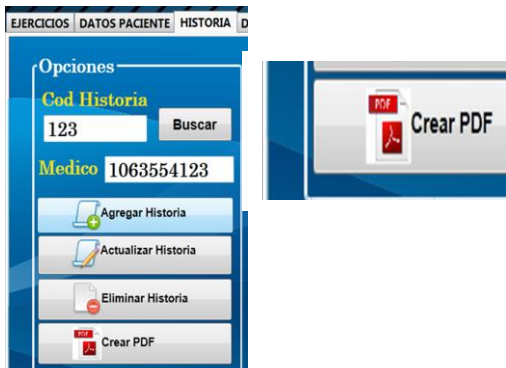 EJERCICIOS DATOS PACIENTE HISTORIA D
Opciones
Cod Historia
123 Buscar
Medico 1063554123
Agregar Historia
Actualizar Historia
Eliminar Historia
PDF Crear PDF
PDF Crear PDF